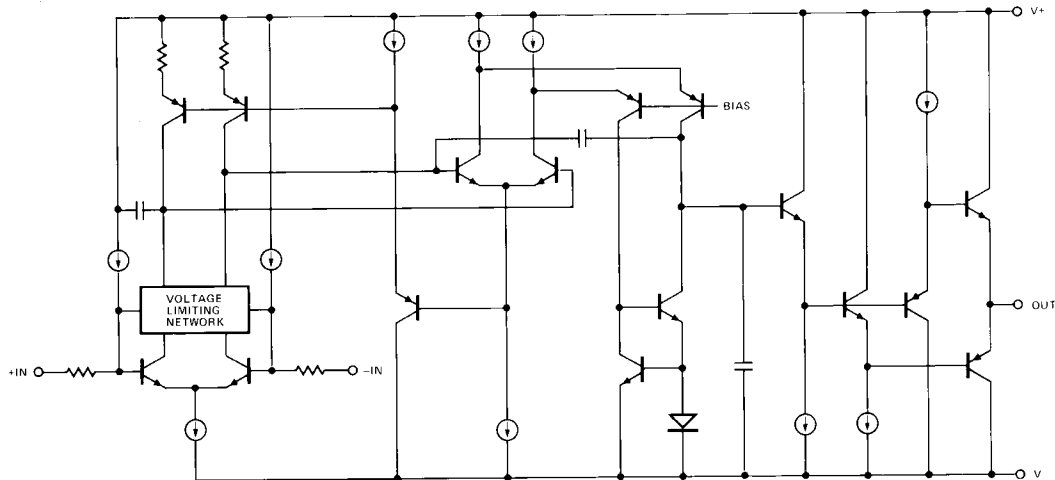 V+
BIAS
VOLTAGE
LIMITING
NETWORK
OUT
+IN
−IN
V